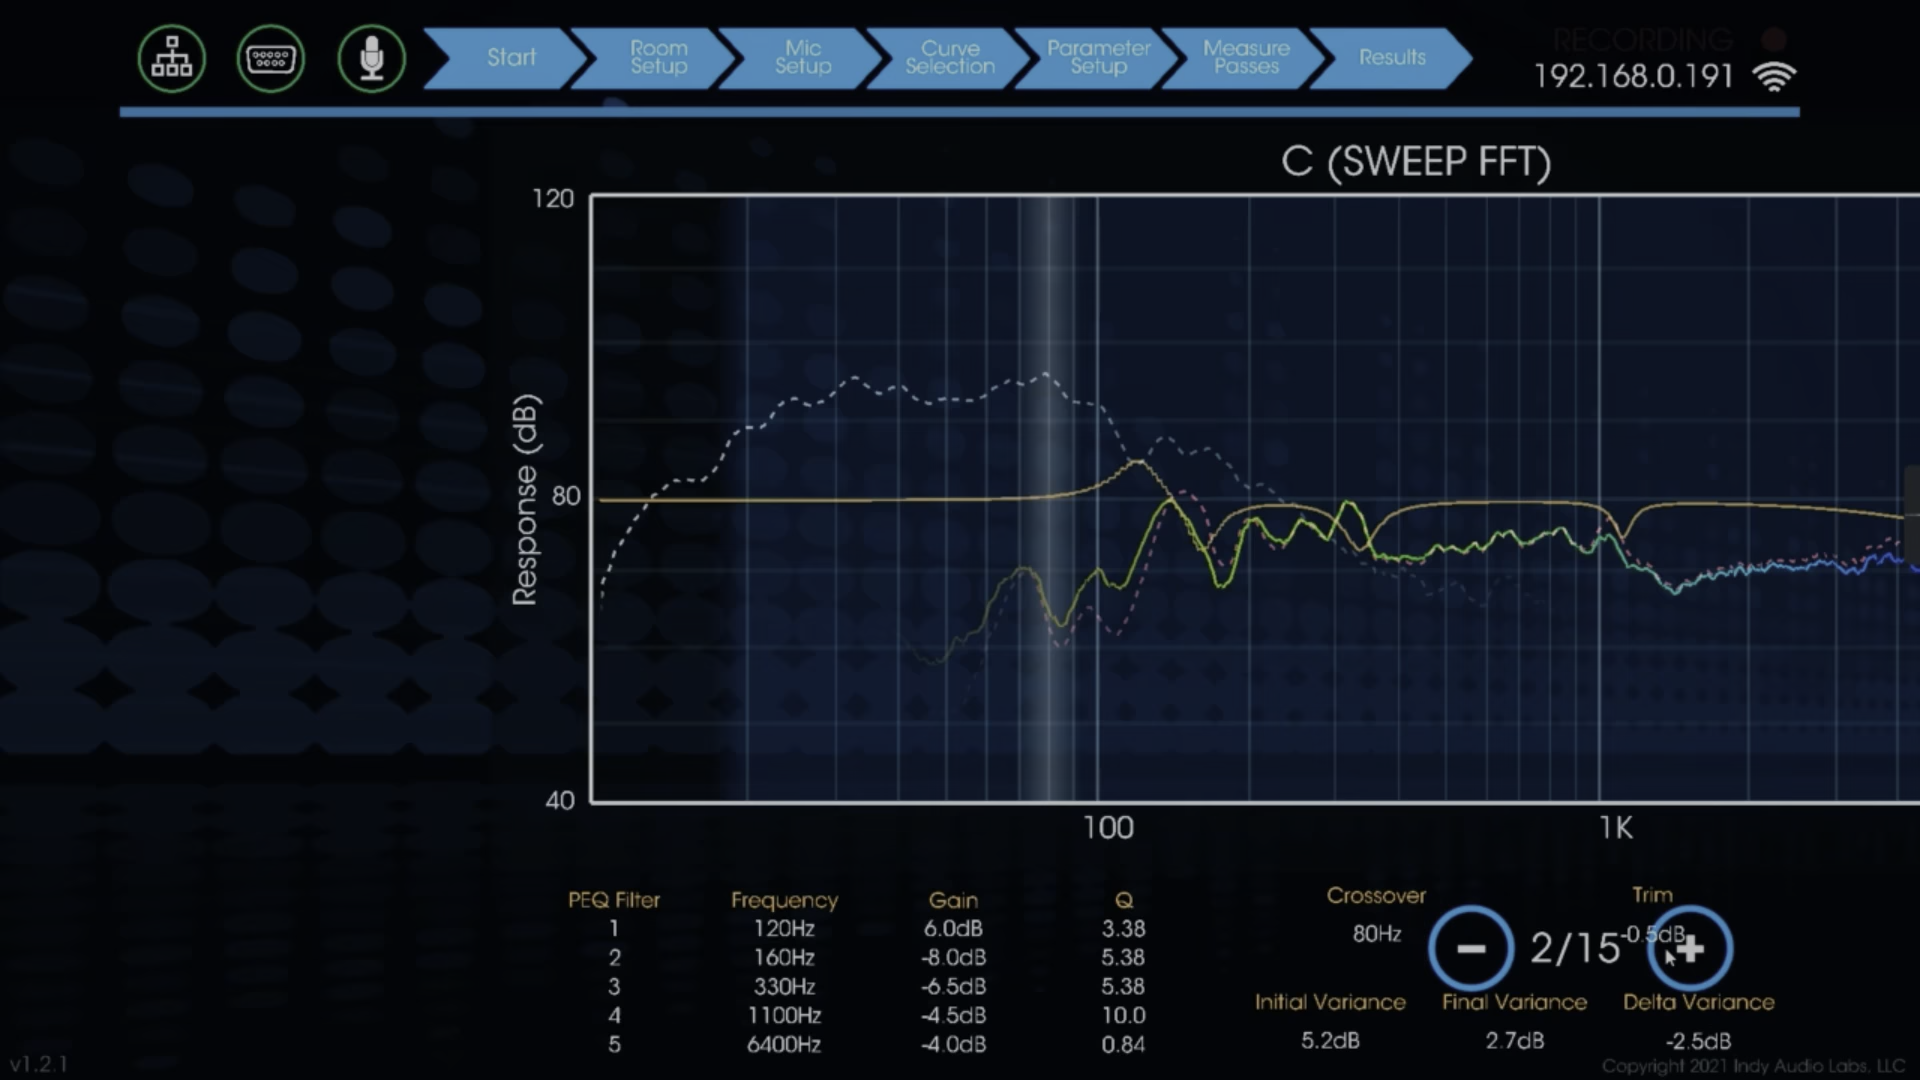 Start
Room
Setup
Mic
Setup
Curve
Selection
Parameter
Setup
Measure
Passes
Results
RECORDING
192.168.0.191
C (SWEEP FFT)
120
Response (dB)
80
40
100
1K
PEQ Filter Frequency Gain Q
1 120Hz 6.0dB 3.38
2 160Hz -8.0dB 5.38
3 330Hz -6.5dB 5.38
4 1100Hz -4.5dB 10.0
5 6400Hz -4.0dB 0.84
Crossover Trim
80Hz 2/15 -0.5dB
Initial Variance Final Variance Delta Variance
5.2dB 2.7dB -2.5dB
v1.2.1
Copyright 2021 Indy Audio Labs, LLC